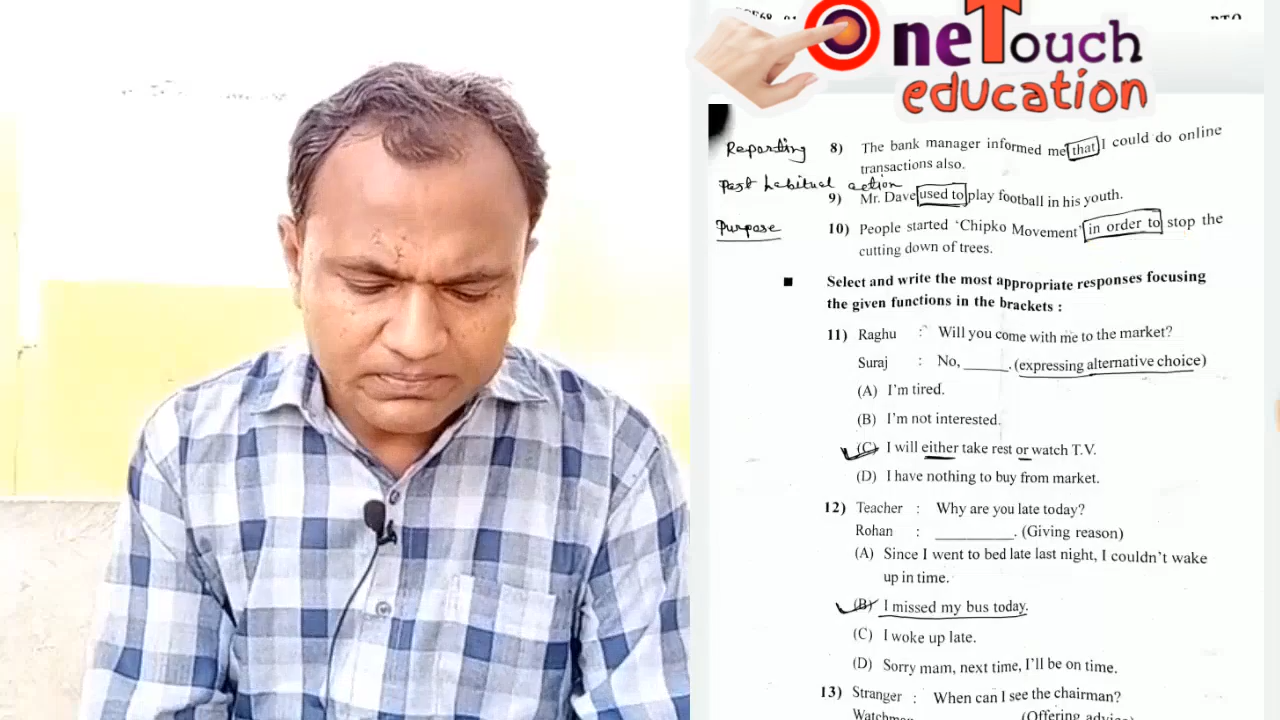 OneTouch
education
Reporting 8) The bank manager informed me that I could do online
transactions also.
Past habitual action
9) Mr. Dave used to play football in his youth.
Purpose 10) People started ‘Chipko Movement’ in order to stop the
cutting down of trees.
■ Select and write the most appropriate responses focusing
the given functions in the brackets :
11) Raghu : Will you come with me to the market?
Suraj : No, ______. (expressing alternative choice)
(A) I’m tired.
(B) I’m not interested.
(C) I will either take rest or watch T.V.
(D) I have nothing to buy from market.
12) Teacher : Why are you late today?
Rohan : __________. (Giving reason)
(A) Since I went to bed late last night, I couldn’t wake
up in time.
(B) I missed my bus today.
(C) I woke up late.
(D) Sorry mam, next time, I’ll be on time.
13) Stranger : When can I see the chairman?
Watchman (Offering advice)